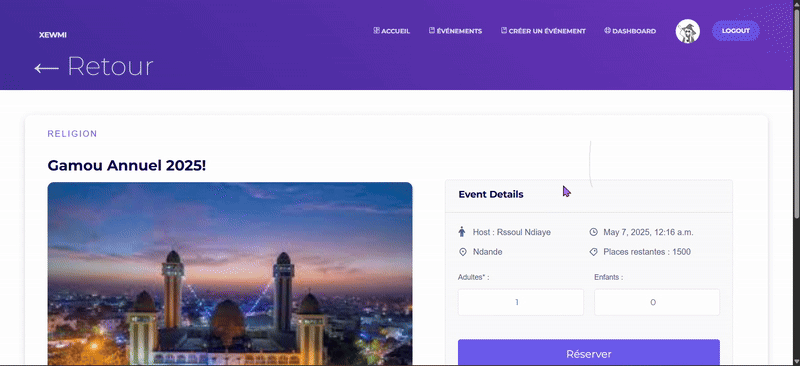 XEWMI
ACCUEIL ÉVÉNEMENTS CRÉER UN ÉVÉNEMENT DASHBOARD LOGOUT
← Retour
RELIGION
Gamou Annuel 2025!
Event Details
Host : Rssoul Ndiaye May 7, 2025, 12:16 a.m.
Ndande Places restantes : 1500
Adultes* : Enfants :
1 0
Réserver